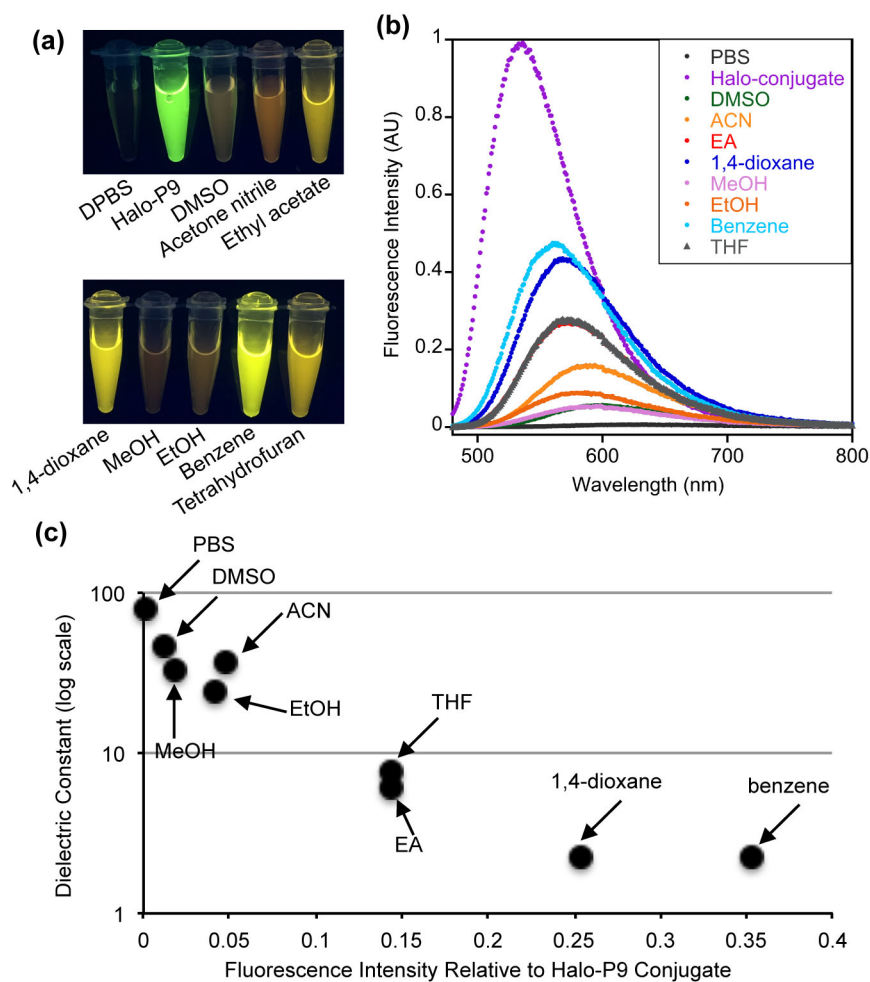 (a)
DPBS
Halo-P9
DMSO
Acetone nitrile
Ethyl acetate
1,4-dioxane
MeOH
EtOH
Benzene
Tetrahydrofuran
(b)
Fluorescence Intensity (AU)
1
0.8
0.6
0.4
0.2
0
500
600
700
800
Wavelength (nm)
PBS
Halo-conjugate
DMSO
ACN
EA
1,4-dioxane
MeOH
EtOH
Benzene
THF
(c)
Dielectric Constant (log scale)
100
10
1
PBS
DMSO
ACN
EtOH
MeOH
THF
EA
1,4-dioxane
benzene
0
0.05
0.1
0.15
0.2
0.25
0.3
0.35
0.4
Fluorescence Intensity Relative to Halo-P9 Conjugate